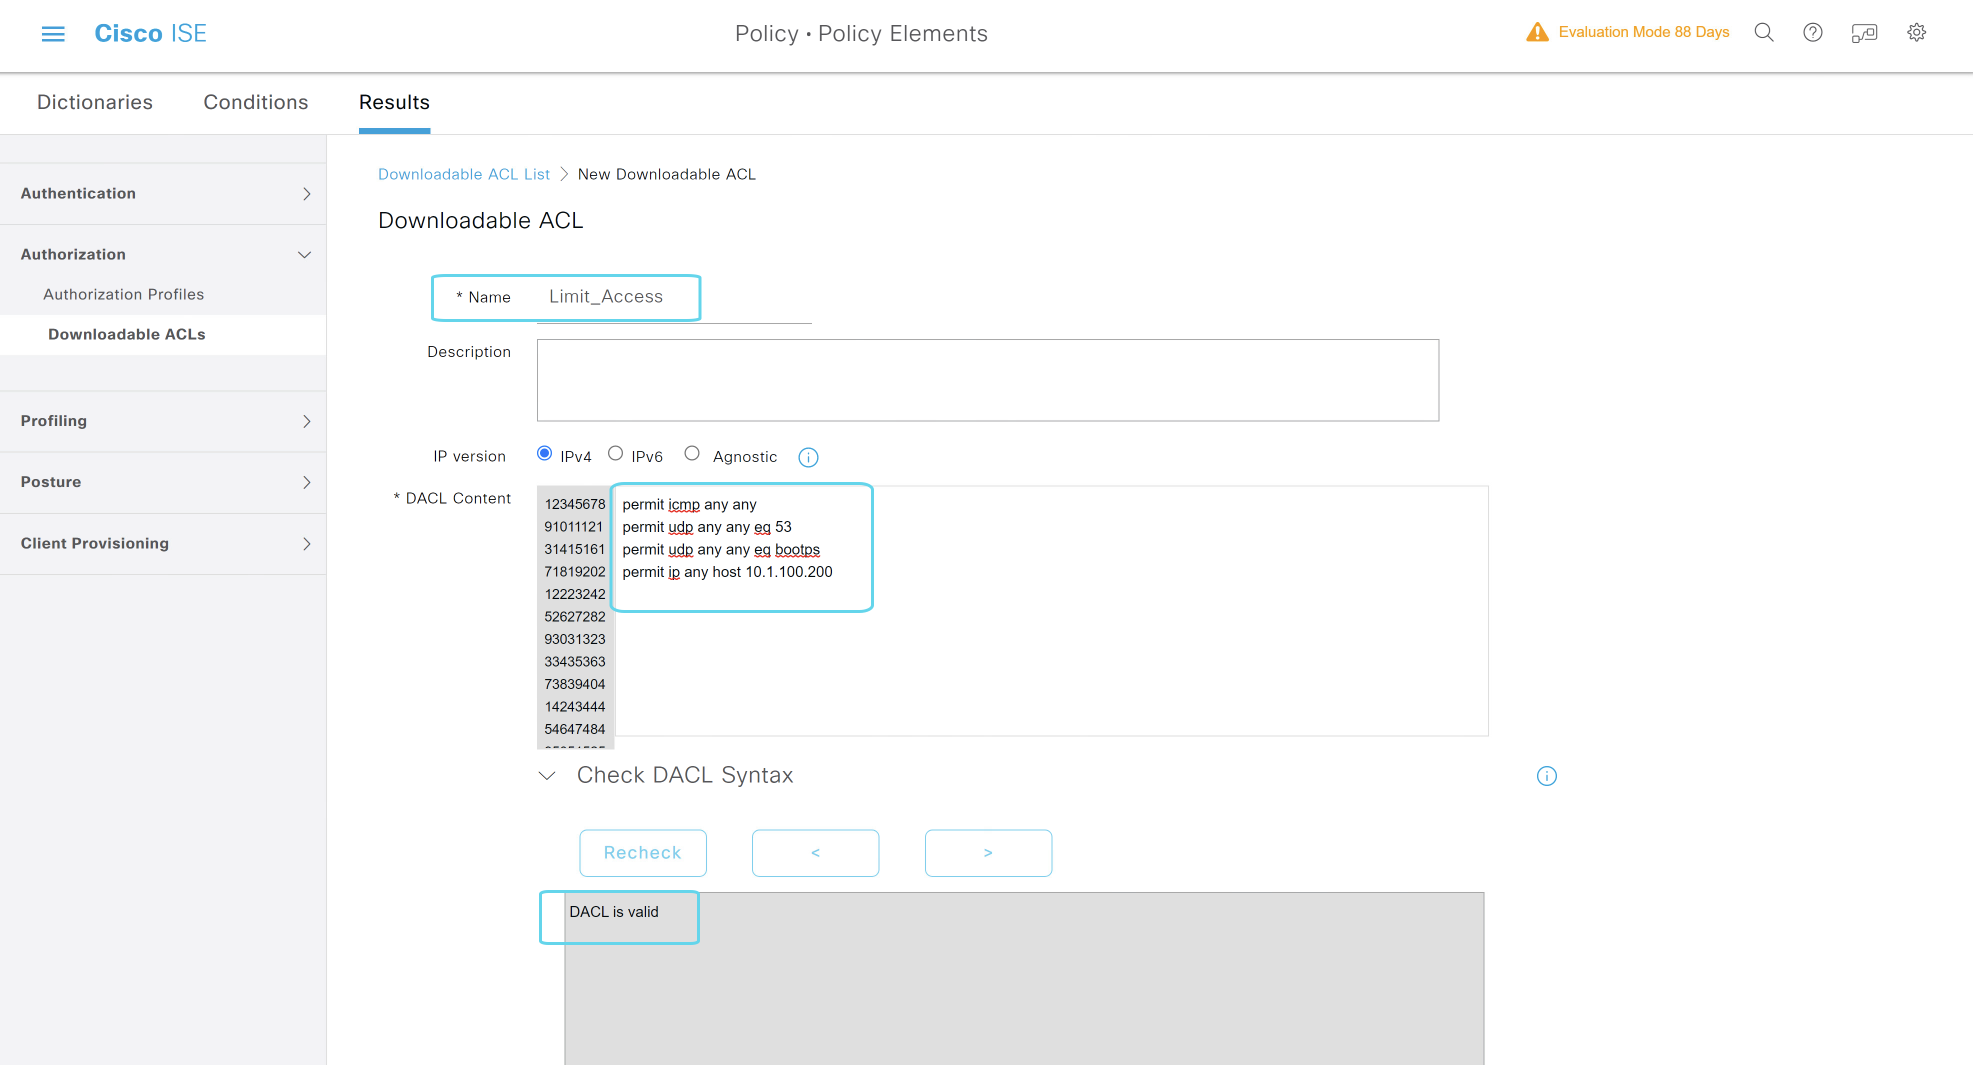 Cisco ISE
Policy • Policy Elements
Evaluation Mode 88 Days
Dictionaries
Conditions
Results
Authentication
Authorization
Authorization Profiles
Downloadable ACLs
Profiling
Posture
Client Provisioning
Downloadable ACL List > New Downloadable ACL
Downloadable ACL
* Name Limit_Access
Description
IP version IPv4 IPv6 Agnostic
* DACL Content
12345678 permit icmp any any
91011121 permit udp any any eq 53
31415161 permit udp any any eq bootps
71819202 permit ip any host 10.1.100.200
12223242
52627282
93031323
33435363
73839404
14243444
54647484
Check DACL Syntax
Recheck < >
DACL is valid